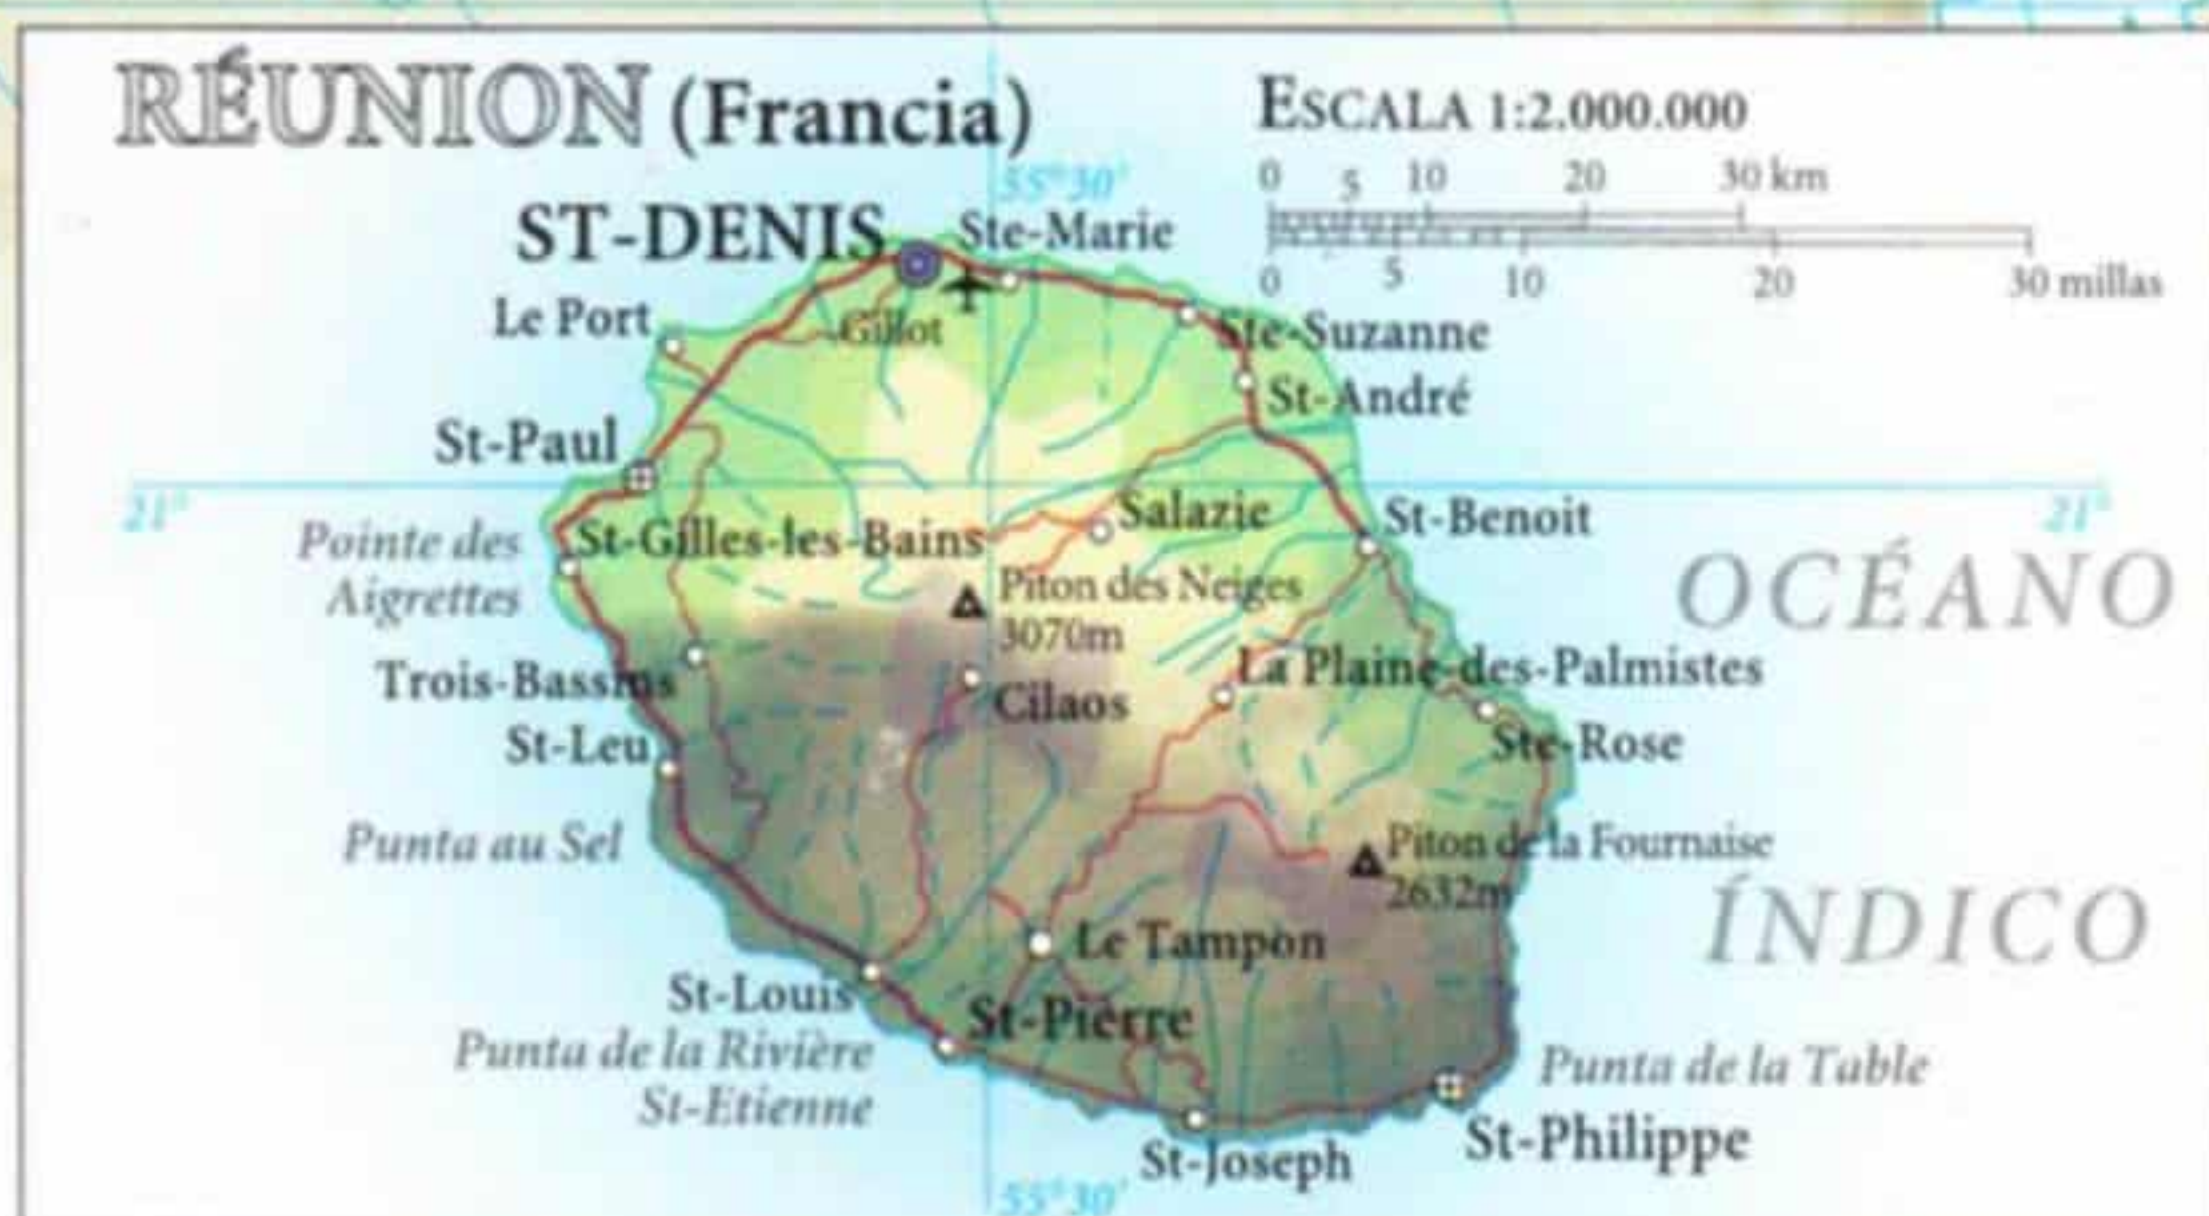 RÉUNION (Francia)
ESCALA 1:2.000.000
0 5 10 20 30 km
0 5 10 20 30 millas
55°30'
ST-DENIS
Ste-Marie
Le Port
Gillot
Ste-Suzanne
St-André
St-Paul
21°
21°
Pointe des
Aigrettes
St-Gilles-les-Bains
Salazie
St-Benoit
OCÉANO
Piton des Neiges
3070m
Trois-Bassins
Cilaos
La Plaine-des-Palmistes
St-Leu
Ste-Rose
Punta au Sel
Piton de la Fournaise
2632m
ÍNDICO
Le Tampon
St-Louis
St-Pierre
Punta de la Rivière
St-Etienne
Punta de la Table
St-Philippe
St-Joseph
55°30'